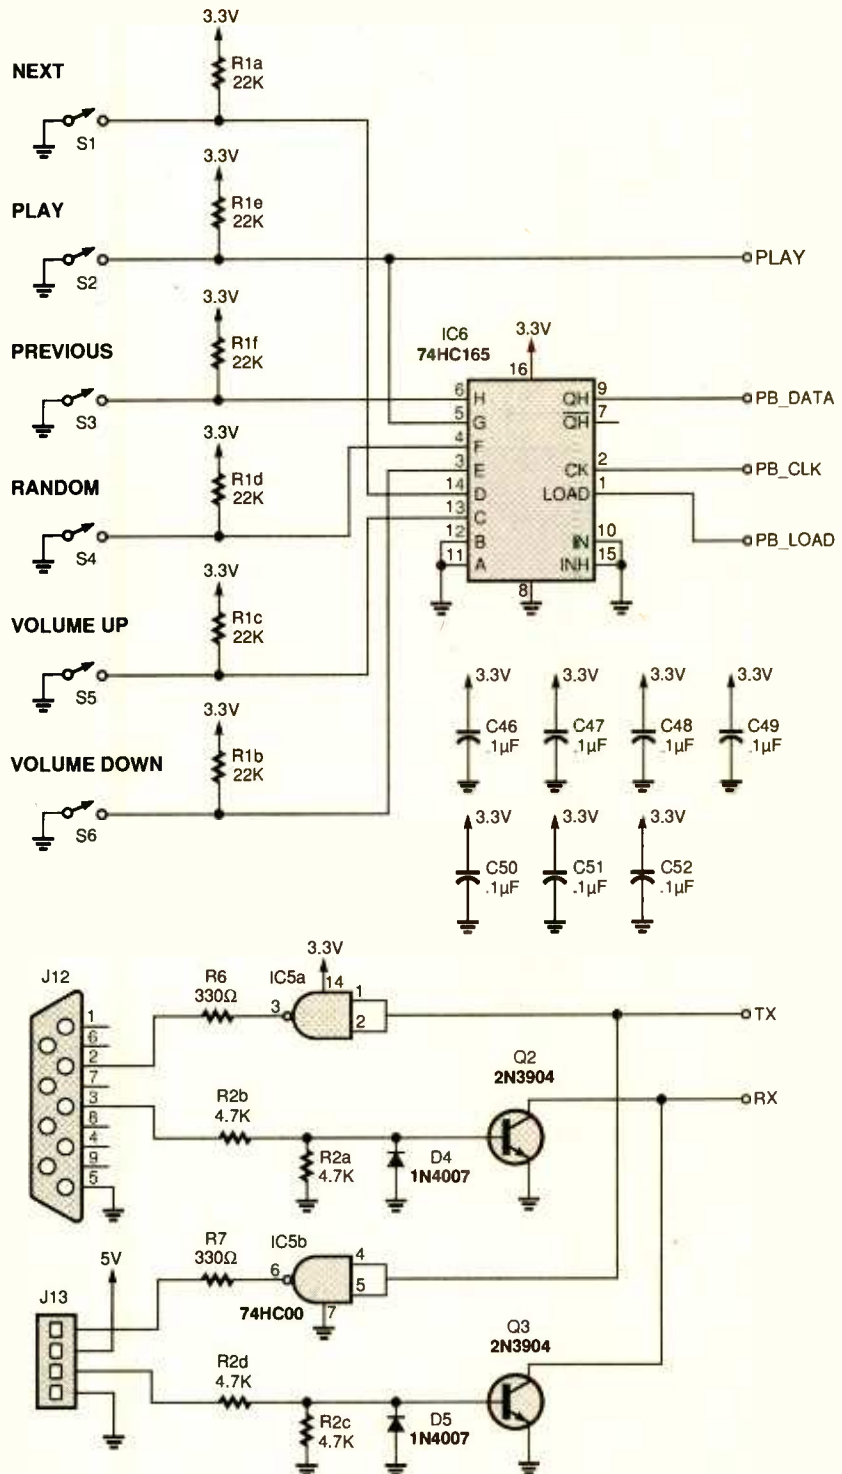 3.3V
NEXT
R1a
22K
S1
3.3V
PLAY
R1e
22K
S2
PLAY
3.3V
PREVIOUS
R1f
22K
S3
3.3V
RANDOM
R1d
22K
S4
3.3V
VOLUME UP
R1c
22K
S5
3.3V
VOLUME DOWN
R1b
22K
S6
IC6
74HC165
3.3V
16
6 H QH 9 PB_DATA
5 G QH 7
4 F
3 E CK 2 PB_CLK
14 D LOAD 1
13 C
12 B IN 10 PB_LOAD
11 A INH 15
8
3.3V 3.3V 3.3V 3.3V
C46 C47 C48 C49
.1µF .1µF .1µF .1µF
3.3V 3.3V 3.3V
C50 C51 C52
.1µF .1µF .1µF
J12
1
6
2
7
3
8
4
9
5
R6
330Ω
3.3V
IC5a
14
3
1
2
TX
R2b
4.7K
R2a
4.7K
D4
1N4007
Q2
2N3904
RX
J13
5V
R7
330Ω
IC5b
6
4
5
7
74HC00
R2d
4.7K
R2c
4.7K
D5
1N4007
Q3
2N3904